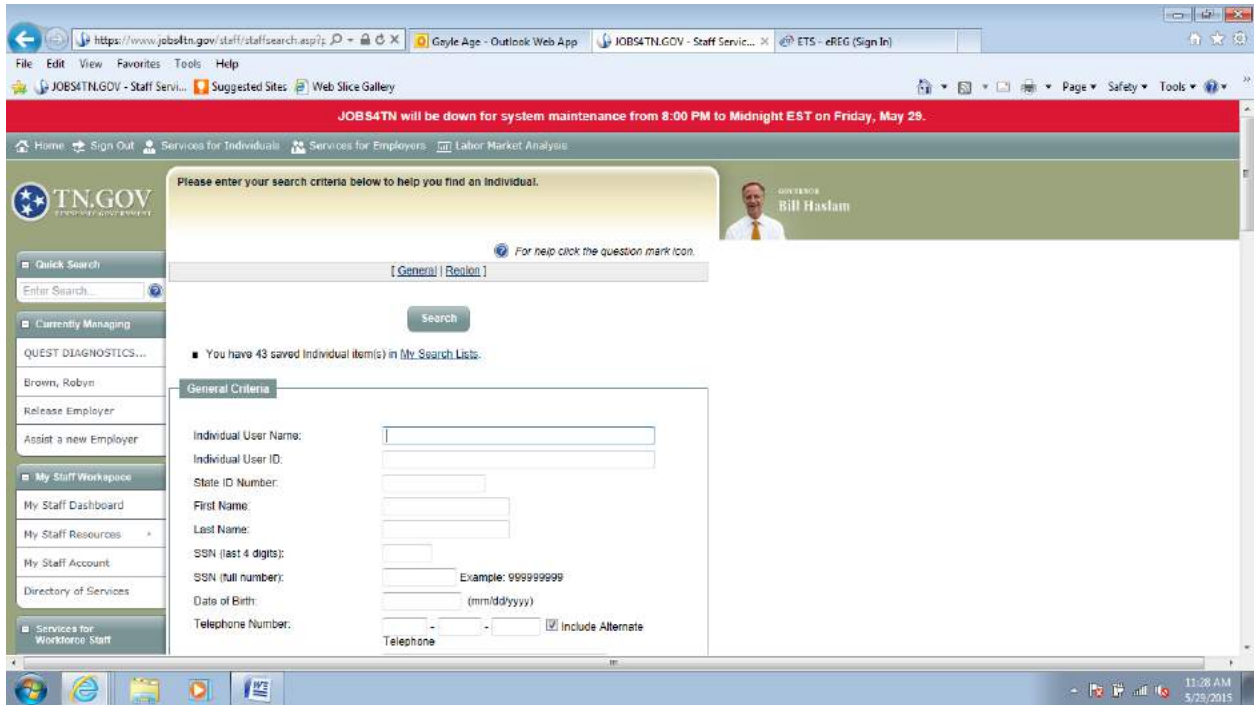 https://www.jobs4tn.gov/staff/staffsearch.asp?
Gayle Age - Outlook Web App
JOBS4TN.GOV - Staff Servic...
ETS - eREG (Sign In)
File Edit View Favorites Tools Help
JOBS4TN.GOV - Staff Servi... Suggested Sites Web Slice Gallery
Page Safety Tools
JOBS4TN will be down for system maintenance from 8:00 PM to Midnight EST on Friday, May 29.
Home Sign Out Services for Individuals Services for Employers Labor Market Analysis
TN.GOV
TENNESSEE GOVERNMENT
Please enter your search criteria below to help you find an Individual.
GOVERNOR
Bill Haslam
For help click the question mark icon.
[ General | Region ]
Quick Search
Enter Search...
Search
Currently Managing
QUEST DIAGNOSTICS...
Brown, Robyn
Release Employer
Assist a new Employer
You have 43 saved Individual item(s) in My Search Lists.
General Criteria
Individual User Name:
Individual User ID:
State ID Number:
First Name:
Last Name:
SSN (last 4 digits):
SSN (full number): Example: 999999999
Date of Birth: (mm/dd/yyyy)
Telephone Number: - - Include Alternate
Telephone
My Staff Workspace
My Staff Dashboard
My Staff Resources
My Staff Account
Directory of Services
Services for
Workforce Staff
11:28 AM
5/29/2015